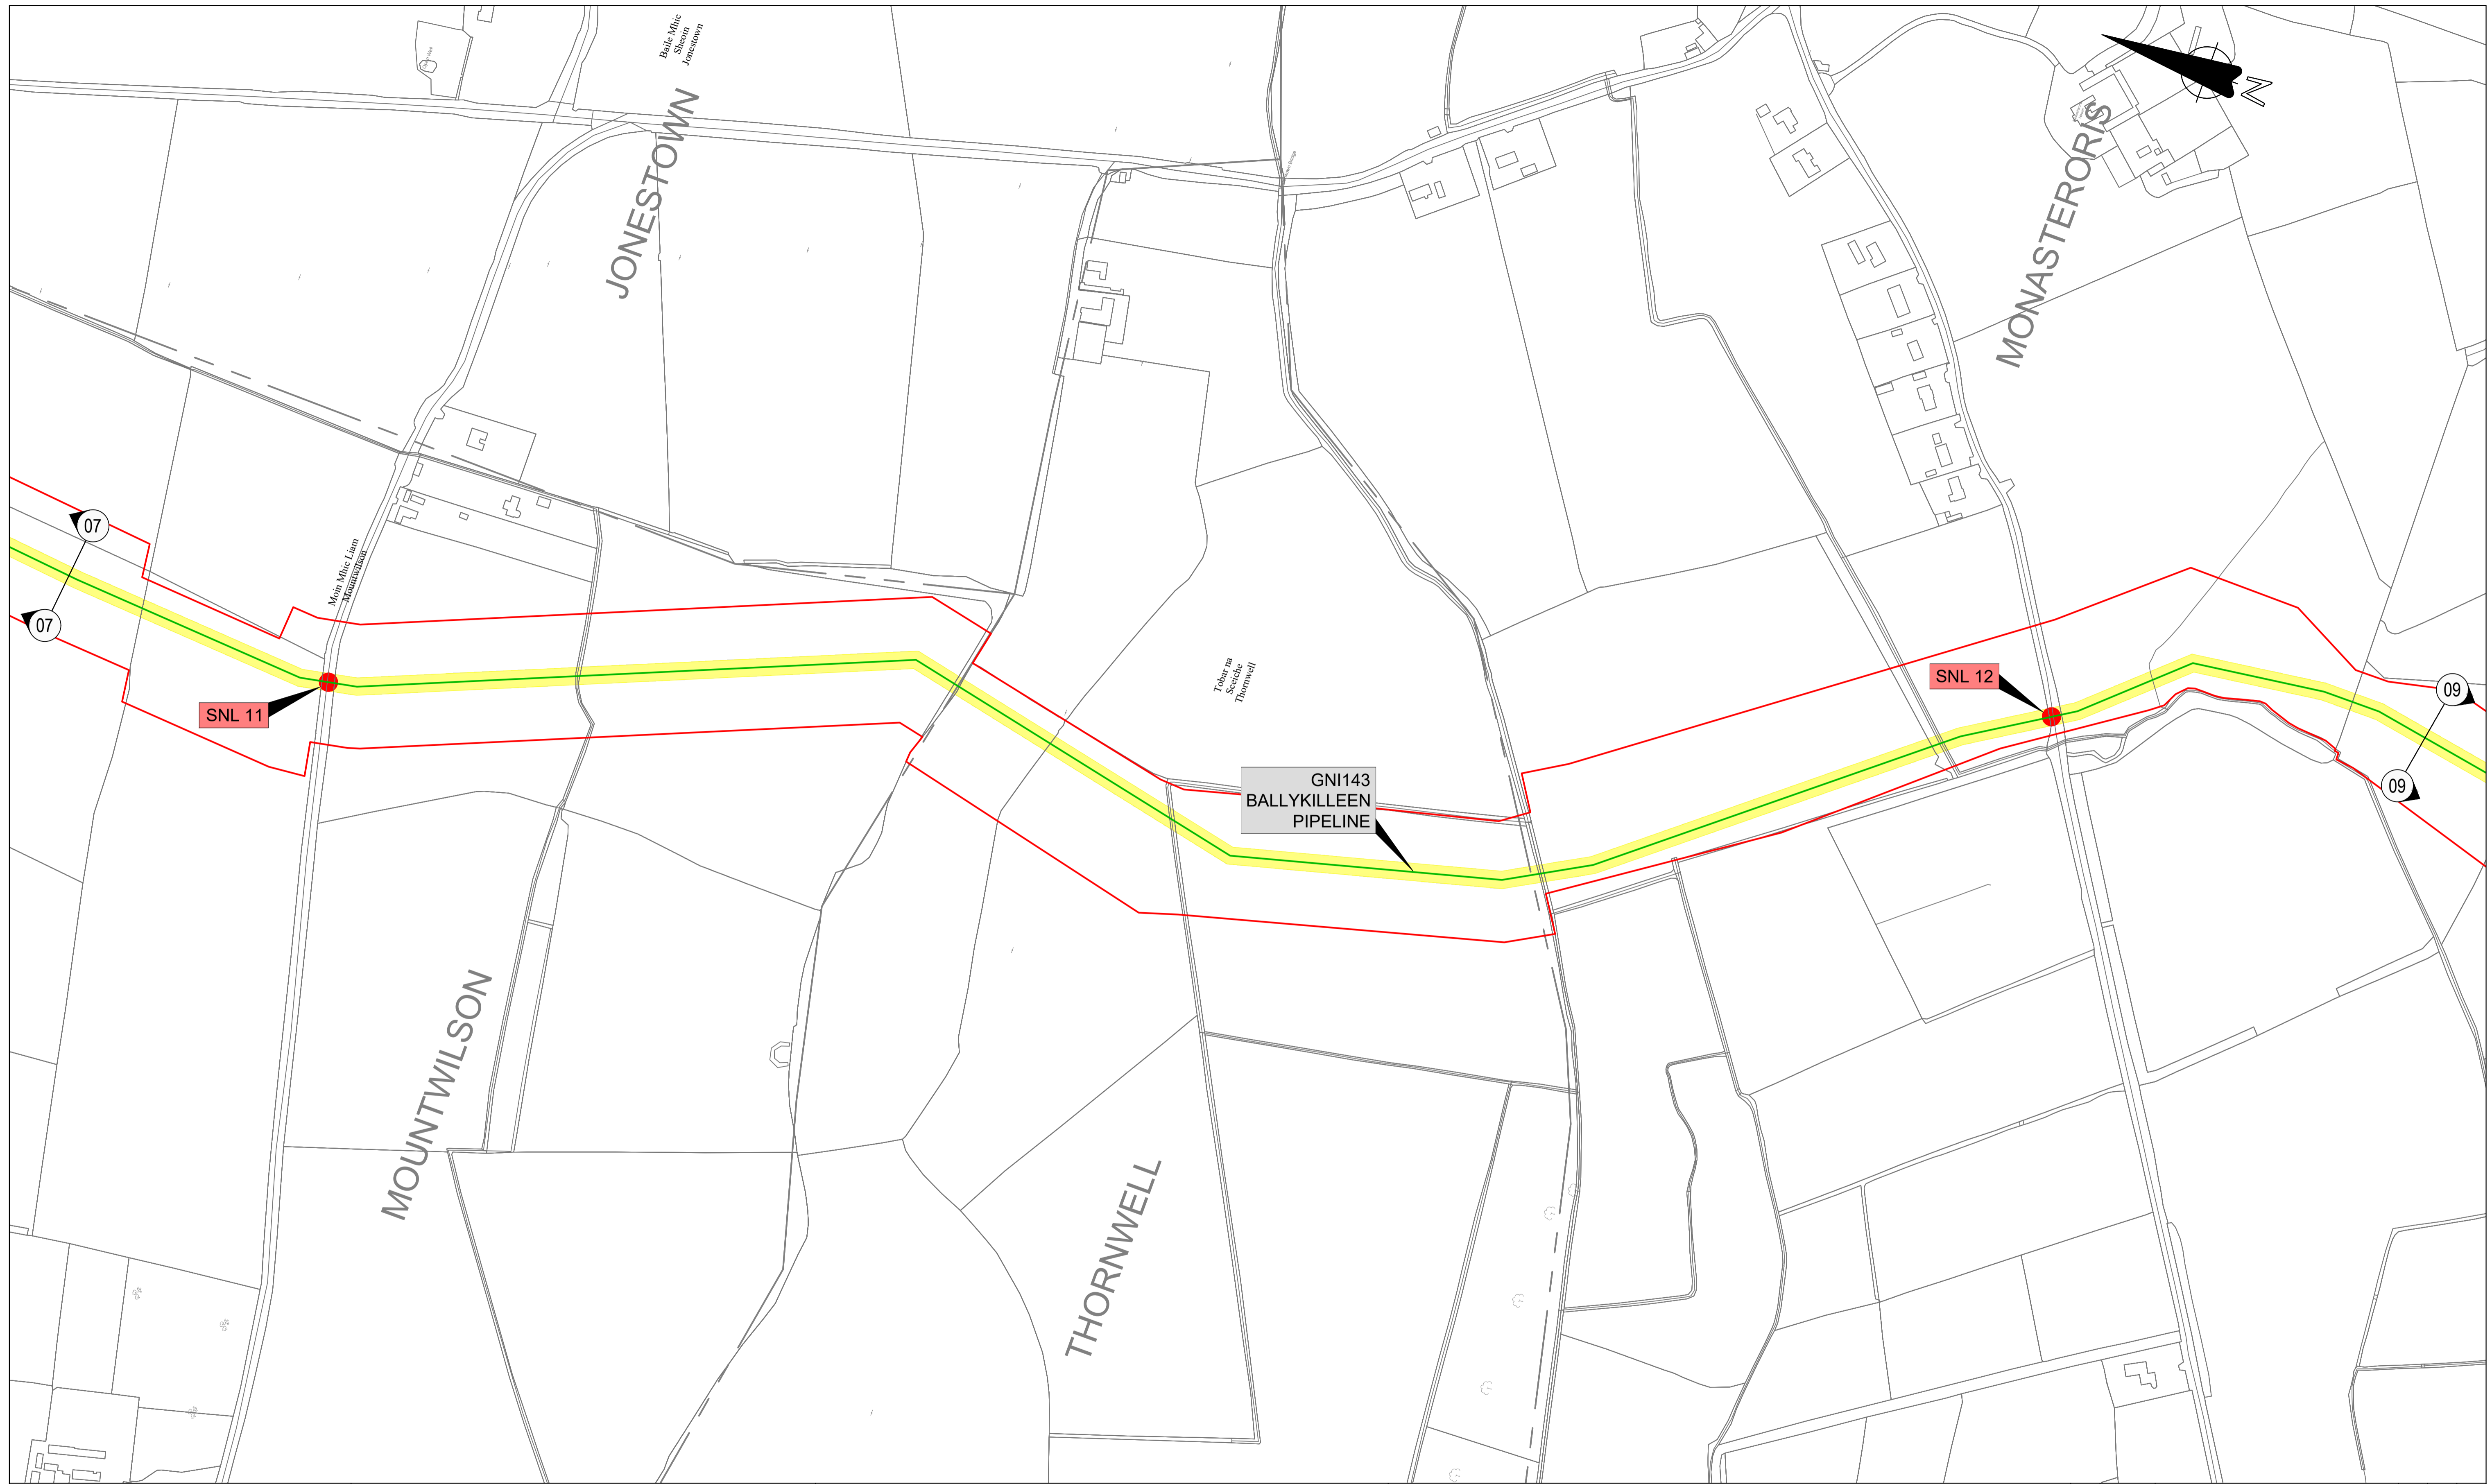 Baile Mhic
Sheoin
Jonestown
JONESTOWN
MONASTERORIS
N
07
07
Moin Mhic Liam
Mountwilson
SNL 11
Tobar na
Sceiche
Thornwell
SNL 12
GNI143
BALLYKILLEEN
PIPELINE
09
09
MOUNTWILSON
THORNWELL